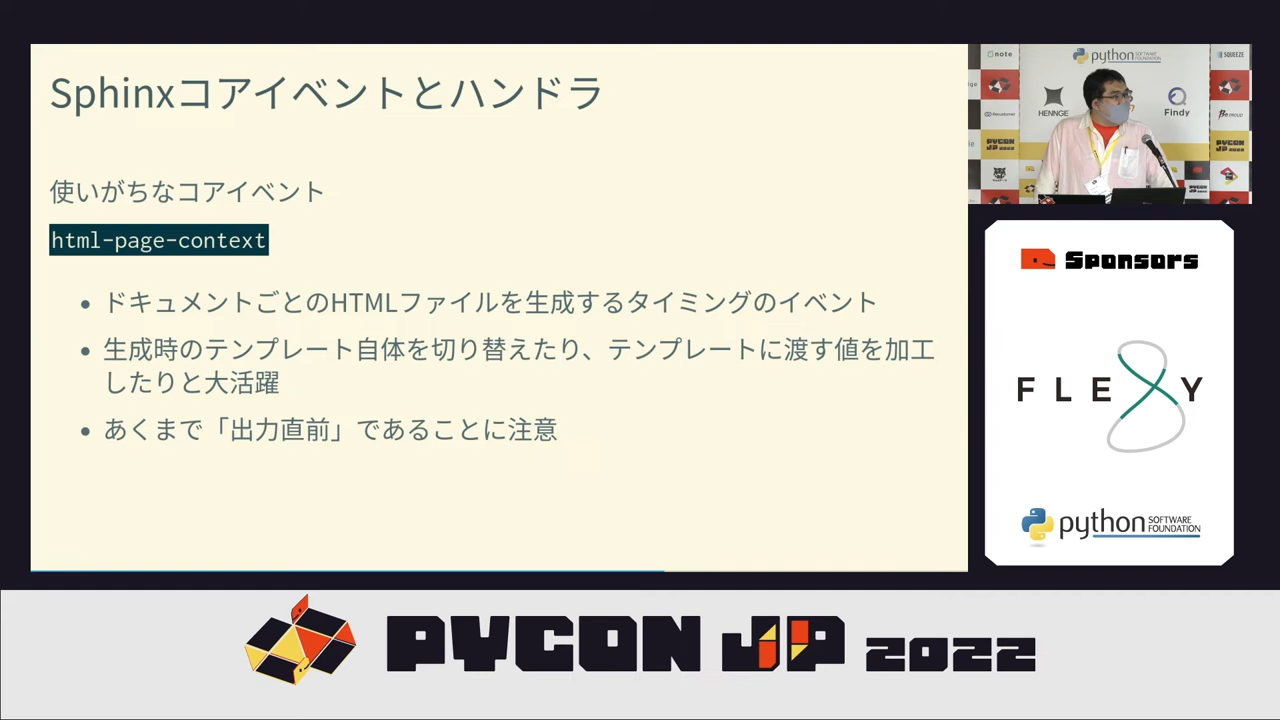 Sphinxコアイベントとハンドラ
使いがちなコアイベント
html-page-context
ドキュメントごとのHTMLファイルを生成するタイミングのイベント
生成時のテンプレート自体を切り替えたり、テンプレートに渡す値を加工
したりと大活躍
あくまで「出力直前」であることに注意
note
python SOFTWARE FOUNDATION
SQUEEZE
HENNGE
Findy
PYCON JP 2022
Sponsors
FLEXY
python SOFTWARE
FOUNDATION
PYCON JP 2022